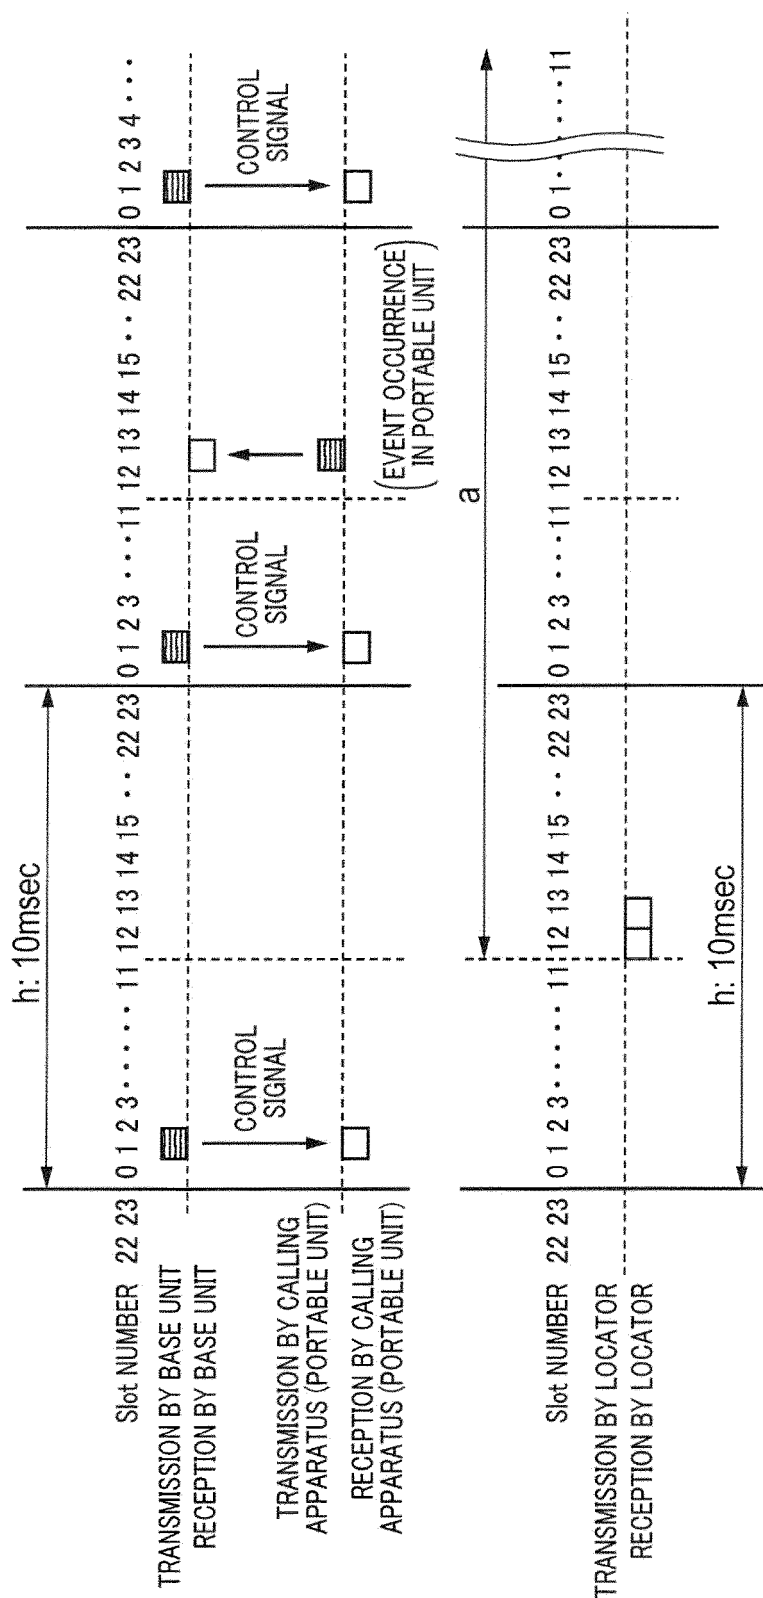 h: 10msec
Slot NUMBER 22 23 0 1 2 3 ····· 11 12 13 14 15 ·· 22 23 0 1 2 3 ··· 11 12 13 14 15 ·· 22 23 0 1 2 3 4 ···
TRANSMISSION BY BASE UNIT
RECEPTION BY BASE UNIT
CONTROL
SIGNAL
CONTROL
SIGNAL
CONTROL
SIGNAL
TRANSMISSION BY CALLING
APPARATUS (PORTABLE UNIT)
RECEPTION BY CALLING
APPARATUS (PORTABLE UNIT)
(EVENT OCCURRENCE
IN PORTABLE UNIT)
a
Slot NUMBER 22 23 0 1 2 3 ····· 11 12 13 14 15 ·· 22 23 0 1 2 3 ··· 11 12 13 14 15 ·· 22 23 0 1 ······ 11
TRANSMISSION BY LOCATOR
RECEPTION BY LOCATOR
h: 10msec